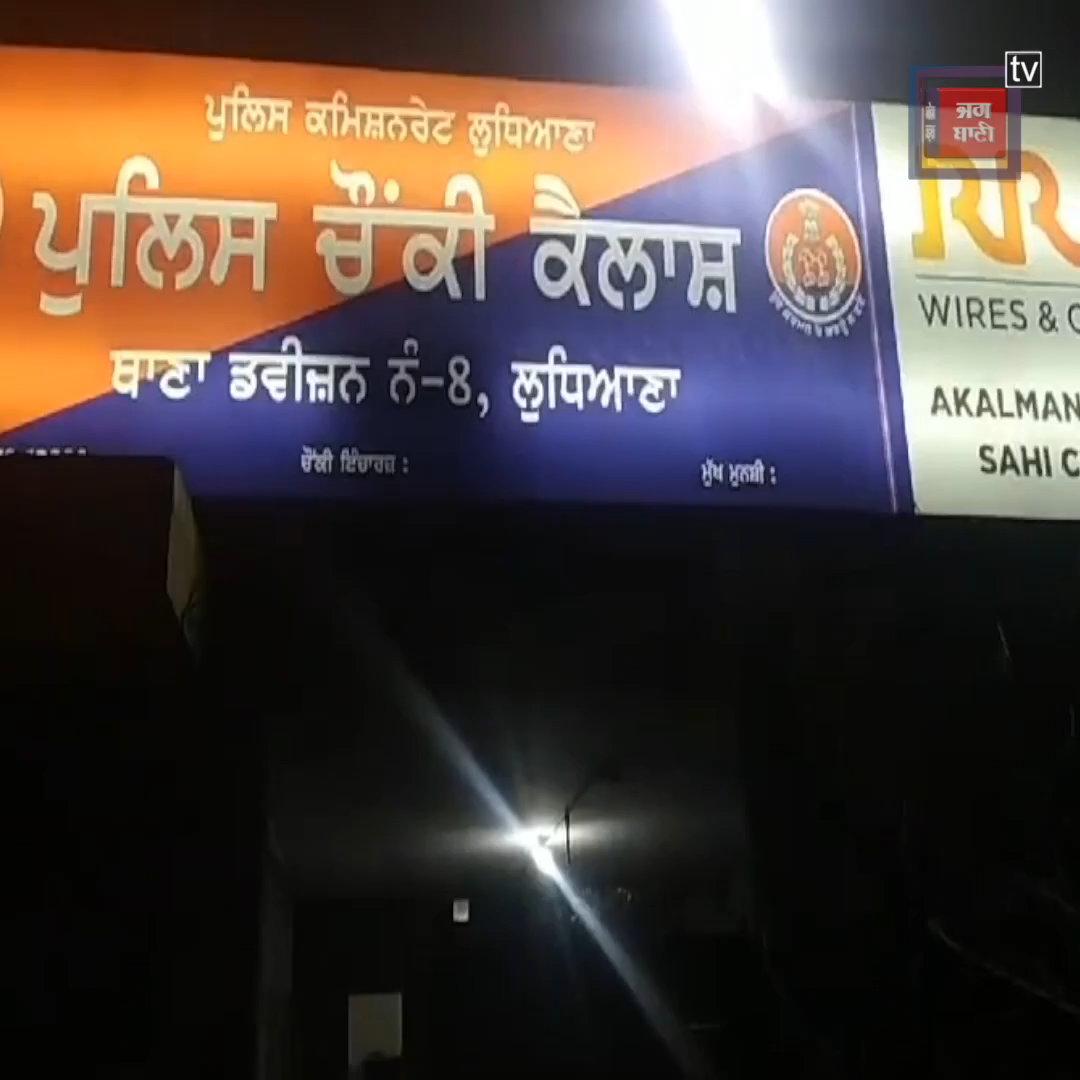 ਪੁਲਿਸ ਕਮਿਸ਼ਨਰੇਟ ਲੁਧਿਆਣਾ
ਪੁਲਿਸ ਚੌਂਕੀ ਕੈਲਾਸ਼
ਥਾਣਾ ਡਵੀਜ਼ਨ ਨੰ-8, ਲੁਧਿਆਣਾ
ਚੌਂਕੀ ਇੰਚਾਰਜ਼ :
ਮੁੱਖ ਮੁਨਸ਼ੀ :
tv
ਜਗ
ਬਾਣੀ
WIRES &
AKALMAN
SAHI C